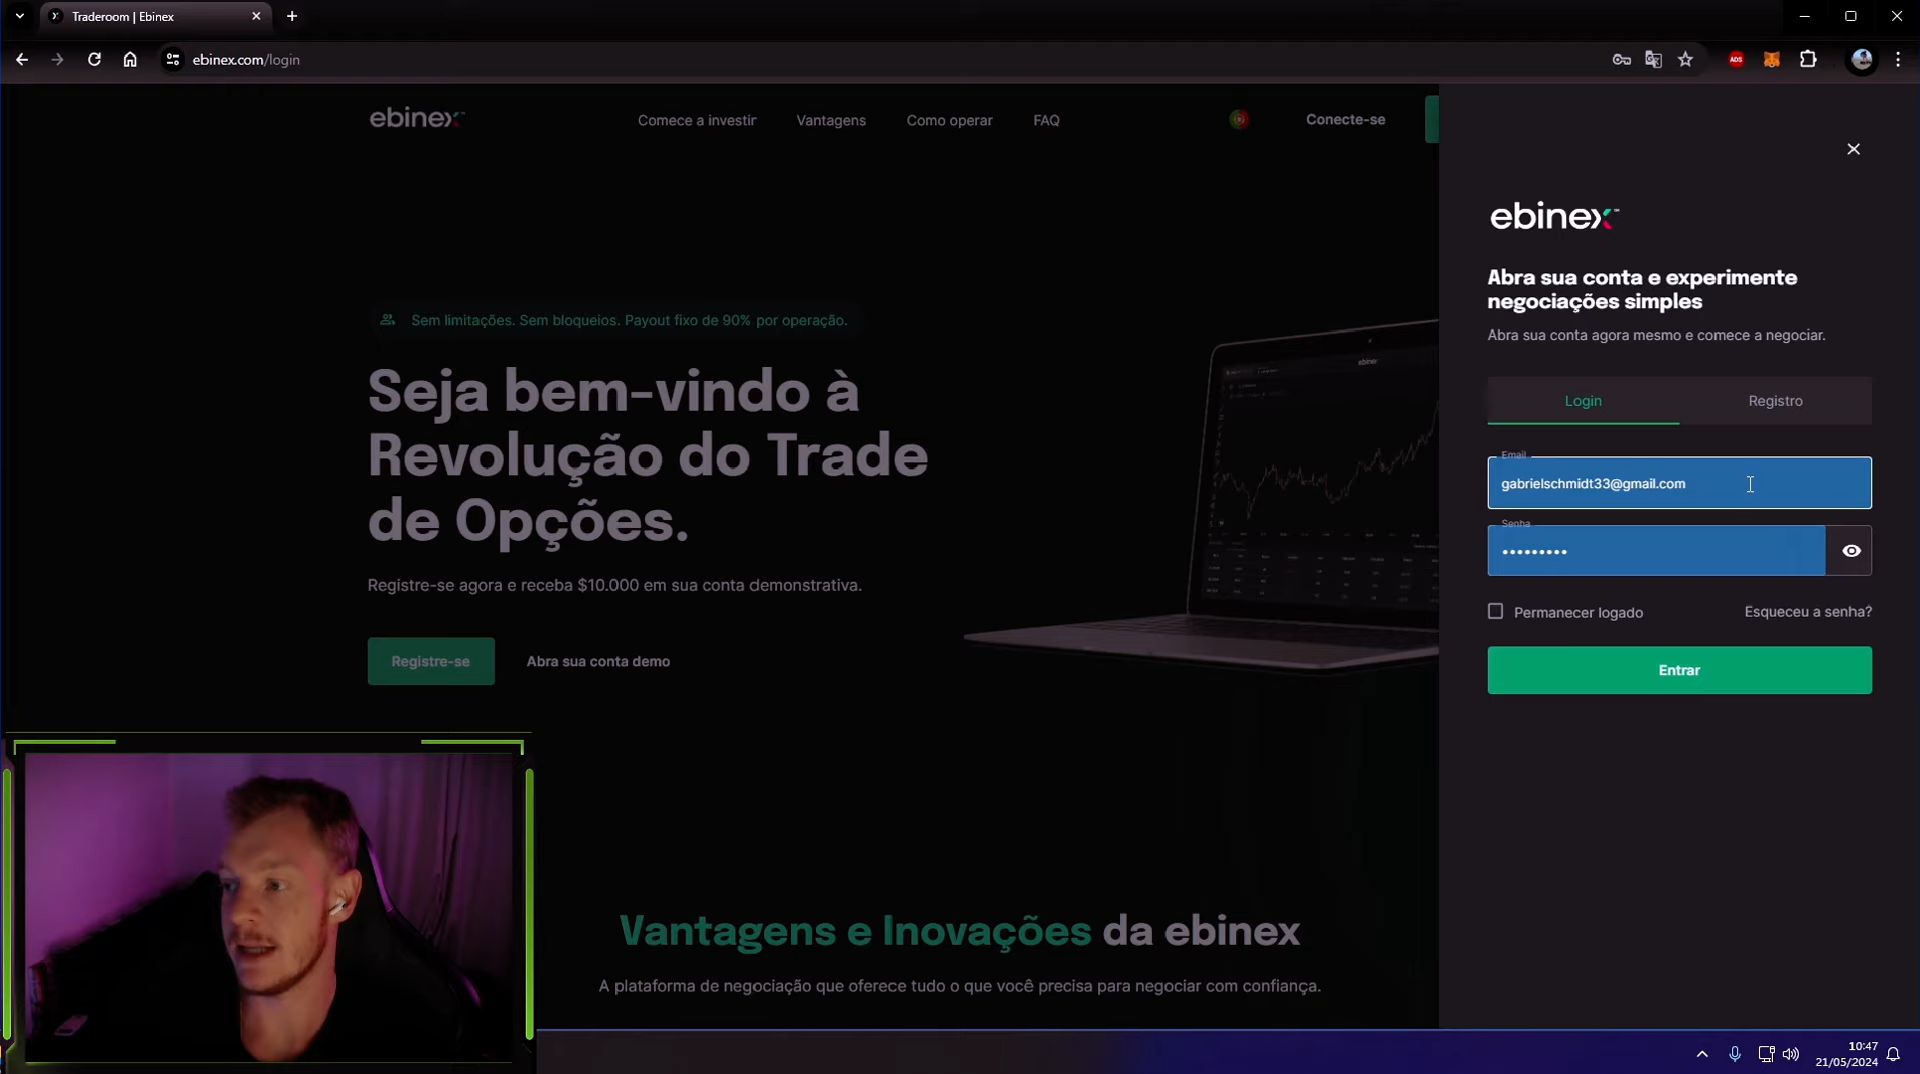 Traderoom | Ebinex
ebinex.com/login
ADS
ebinex
Comece a investir
Vantagens
Como operar
FAQ
Conecte-se
Sem limitações. Sem bloqueios. Payout fixo de 90% por operação.
Seja bem-vindo à
Revolução do Trade
de Opções.
Registre-se agora e receba $10.000 em sua conta demonstrativa.
Registre-se
Abra sua conta demo
Vantagens e Inovações da ebinex
A plataforma de negociação que oferece tudo o que você precisa para negociar com confiança.
ebinex™
Abra sua conta e experimente
negociações simples
Abra sua conta agora mesmo e comece a negociar.
Login
Registro
Email
gabrielschmidt33@gmail.com
Senha
•••••••••
Permanecer logado
Esqueceu a senha?
Entrar
10:47
21/05/2024